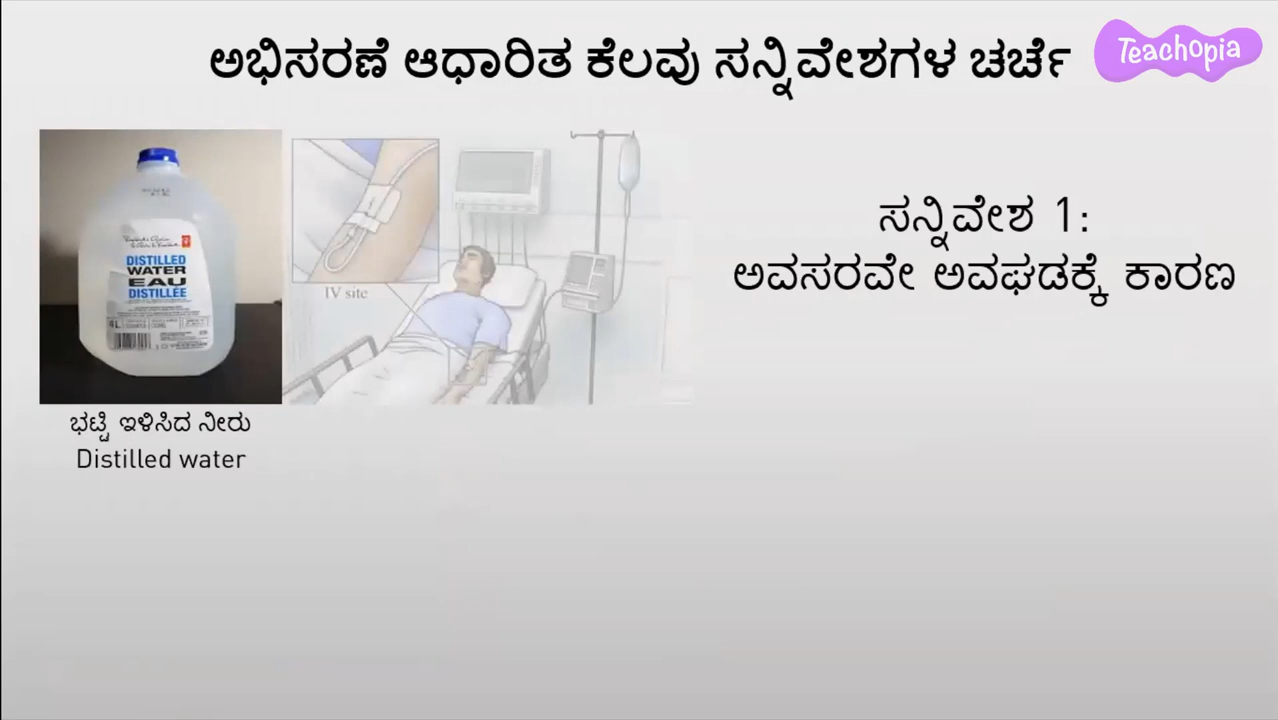 ಅಭಿಸರಣೆ ಆಧಾರಿತ ಕೆಲವು ಸನ್ನಿವೇಶಗಳ ಚರ್ಚೆ
Teachopia
DISTILLED
WATER
EAU
DISTILLÉE
4L
IV site
ಸನ್ನಿವೇಶ 1:
ಅವಸರವೇ ಅವಘಡಕ್ಕೆ ಕಾರಣ
ಭಟ್ಟಿ ಇಳಿಸಿದ ನೀರು
Distilled water